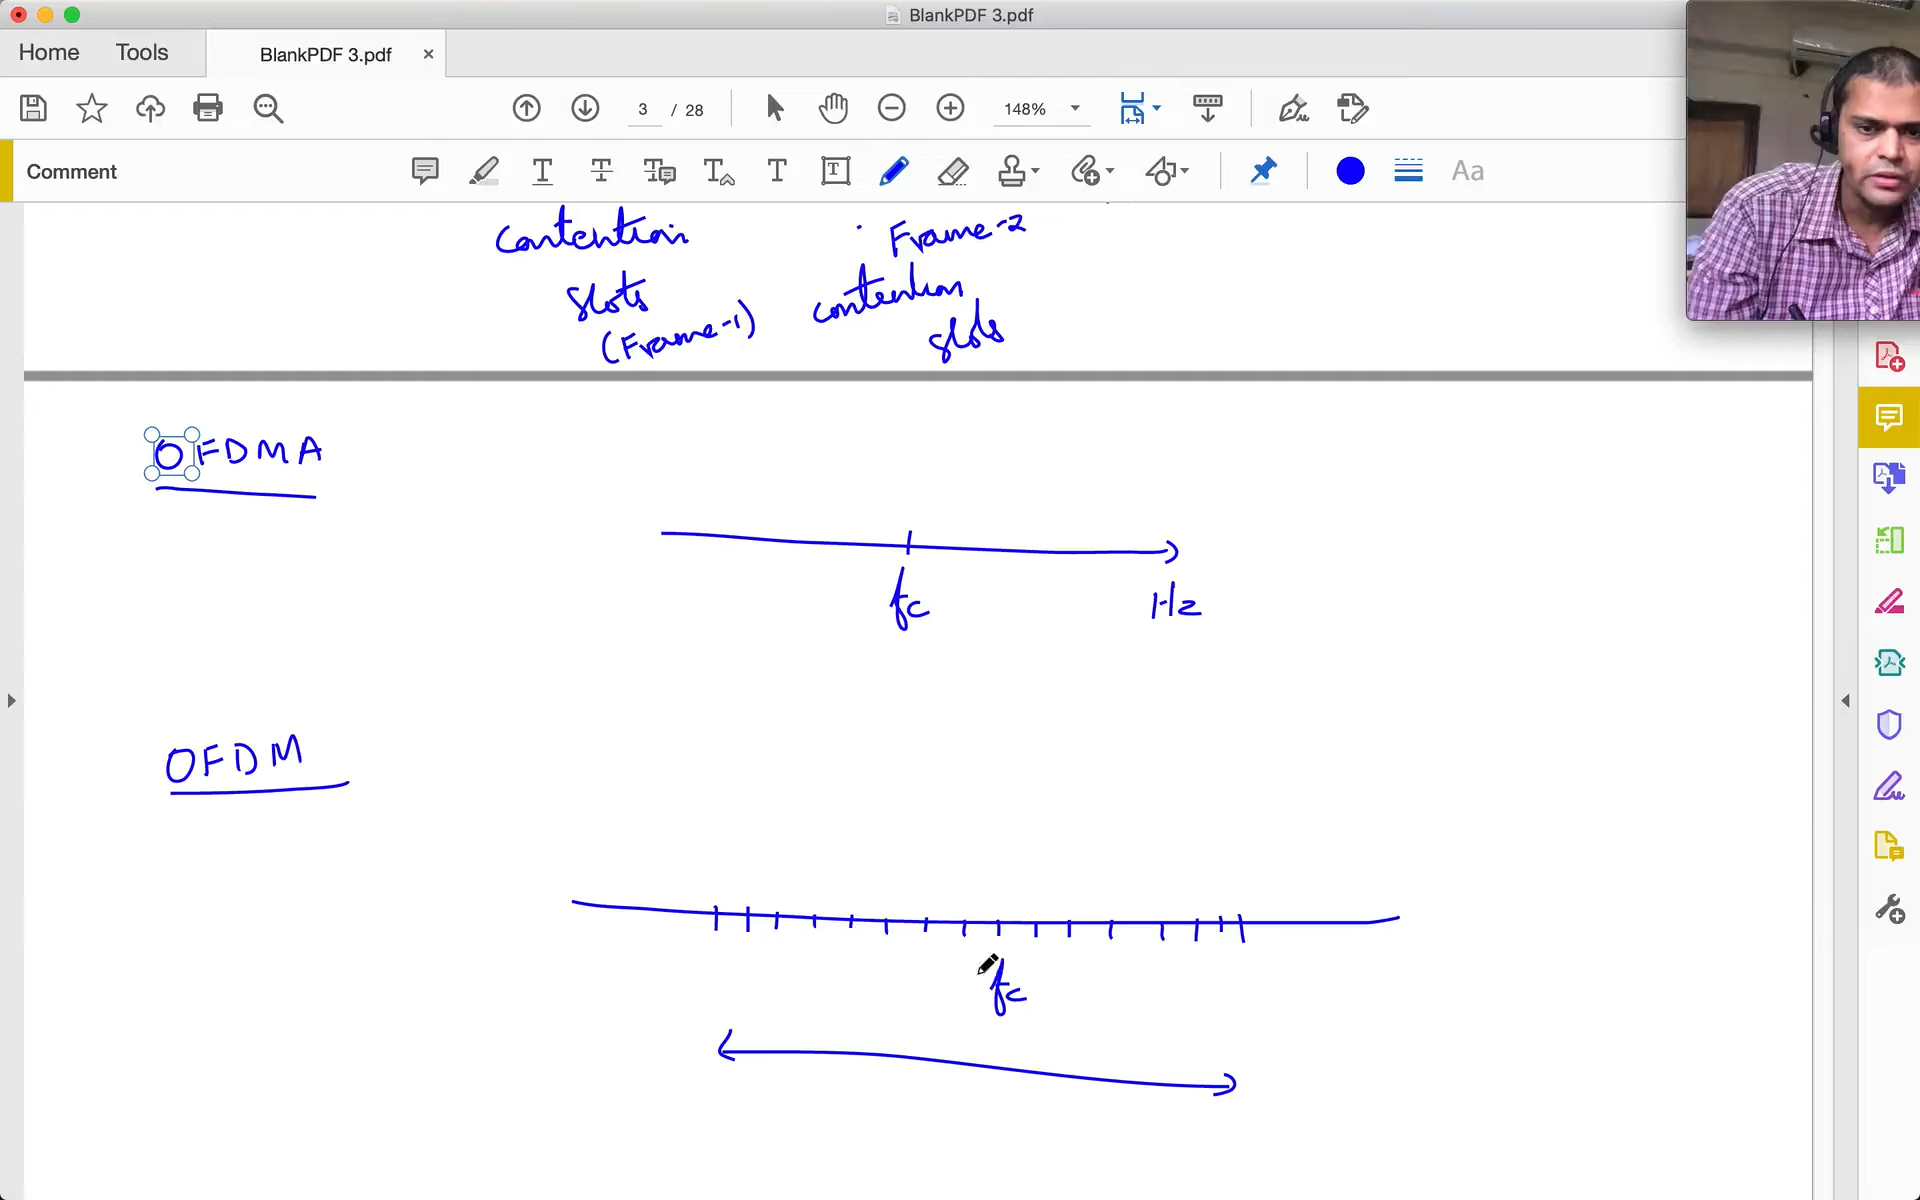 BlankPDF 3.pdf
Home Tools BlankPDF 3.pdf ×
3 / 28 148%
Comment T T T T T T Aa
Contention Frame-2
slots contention
(Frame-1) slots
OFDMA
fc Hz
OFDM
fc